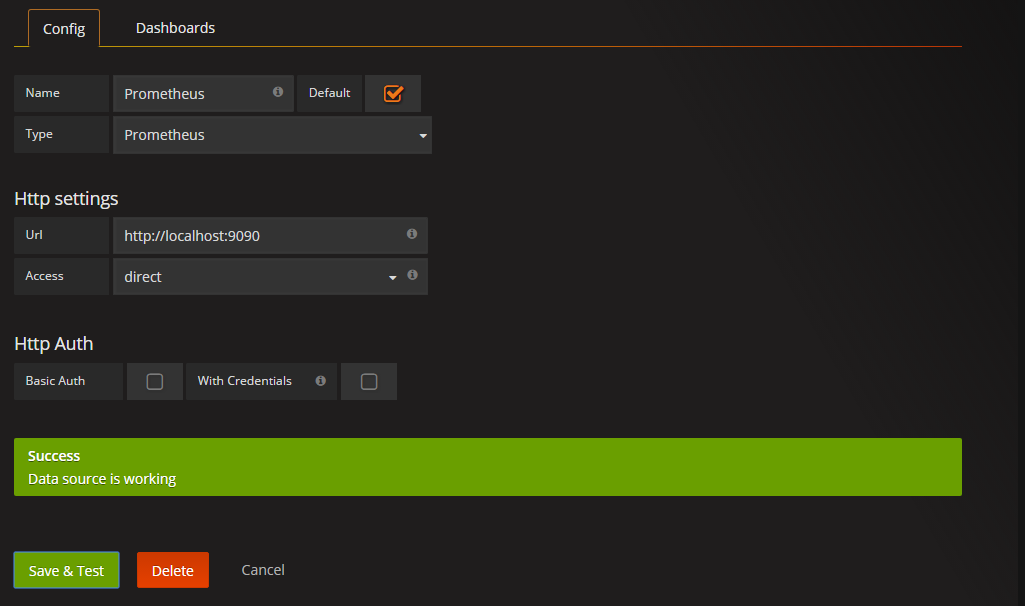 Config Dashboards
Name Prometheus Default
Type Prometheus
Http settings
Url http://localhost:9090
Access direct
Http Auth
Basic Auth With Credentials
Success
Data source is working
Save & Test Delete Cancel